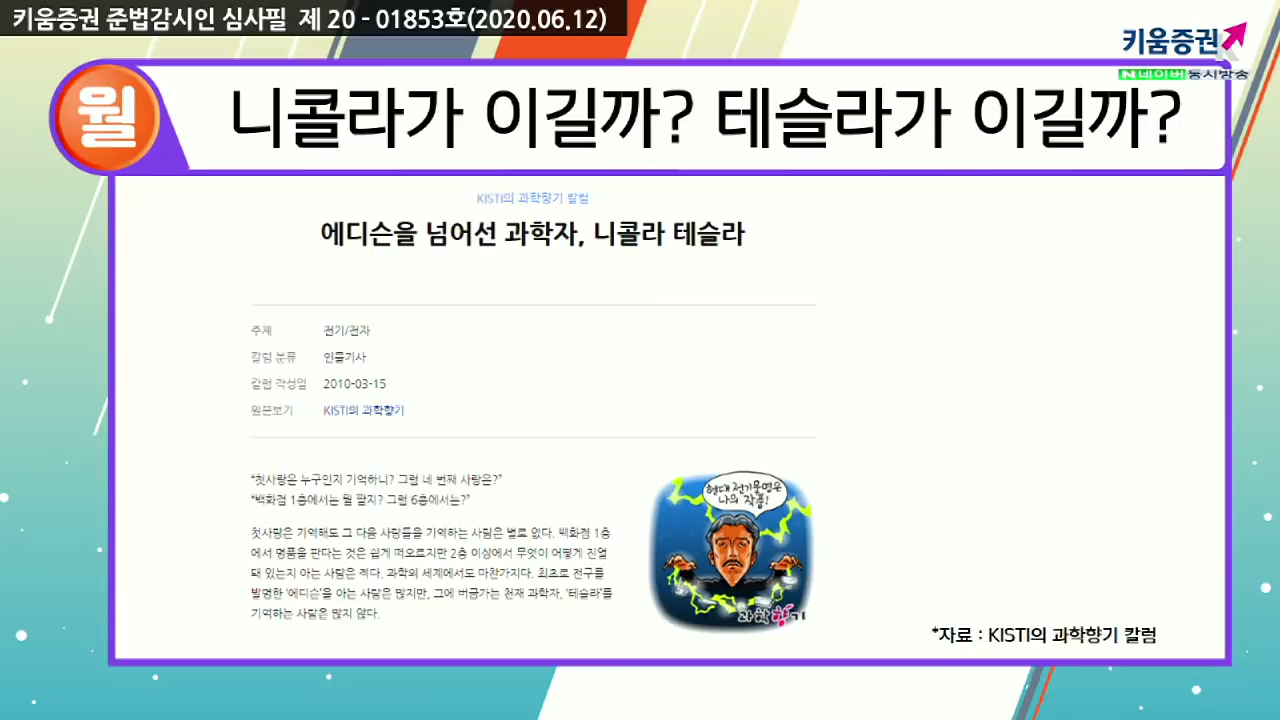 키움증권 준법감시인 심사필 제 20 - 01853호(2020.06.12)
키움증권
네이버 동시방송
월
니콜라가 이길까? 테슬라가 이길까?
KISTI의 과학향기 칼럼
에디슨을 넘어선 과학자, 니콜라 테슬라
주제 전기/전자
칼럼 분류 인물기사
칼럼 작성일 2010-03-15
원문보기 KISTI의 과학향기
“첫사랑은 누구인지 기억하니? 그럼 네 번째 사랑은?”
“백화점 1층에서는 뭘 팔지? 그럼 6층에서는?”
첫사랑은 기억해도 그 다음 사랑들을 기억하는 사람은 별로 없다. 백화점 1층
에서 명품을 판다는 것은 쉽게 떠오르지만 2층 이상에서 무엇이 어떻게 진열
돼 있는지 아는 사람은 적다. 과학의 세계에서도 마찬가지다. 최초로 전구를
발명한 ‘에디슨’을 아는 사람은 많지만, 그에 버금가는 천재 과학자, ‘테슬라’를
기억하는 사람은 많지 않다.
현대 전기문명은
나의 작품!
과학향기
*자료 : KISTI의 과학향기 칼럼